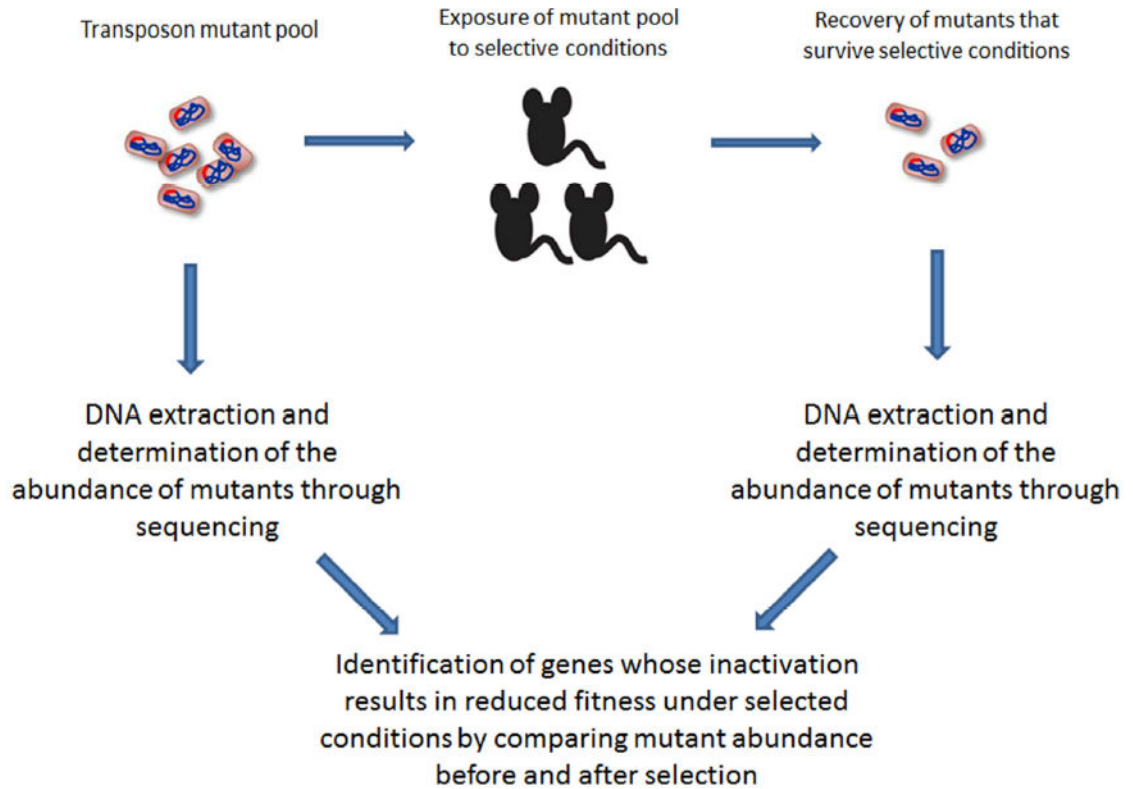 Transposon mutant pool
Exposure of mutant pool
to selective conditions
Recovery of mutants that
survive selective conditions
DNA extraction and
determination of the
abundance of mutants through
sequencing
DNA extraction and
determination of the
abundance of mutants through
sequencing
Identification of genes whose inactivation
results in reduced fitness under selected
conditions by comparing mutant abundance
before and after selection